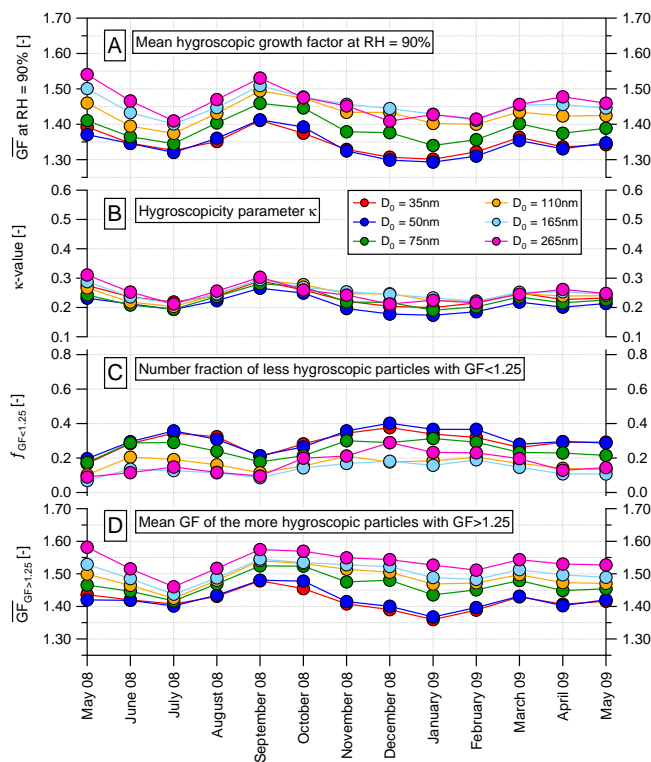 1.70 1.70
A Mean hygroscopic growth factor at RH = 90%
1.60 1.60
1.50 1.50
1.40 1.40
1.30 1.30
GF at RH = 90% [-]
0.6 0.6
B Hygroscopicity parameter κ
D₀ = 35nm D₀ = 110nm
D₀ = 50nm D₀ = 165nm
D₀ = 75nm D₀ = 265nm
0.5 0.5
0.4 0.4
0.3 0.3
0.2 0.2
0.1 0.1
κ-value [-]
0.8 0.8
C Number fraction of less hygroscopic particles with GF<1.25
0.6 0.6
0.4 0.4
0.2 0.2
0.0 0.0
f GF<1.25 [-]
1.70 1.70
D Mean GF of the more hygroscopic particles with GF>1.25
1.60 1.60
1.50 1.50
1.40 1.40
1.30 1.30
GF GF>1.25 [-]
May 08
June 08
July 08
August 08
September 08
October 08
November 08
December 08
January 09
February 09
March 09
April 09
May 09